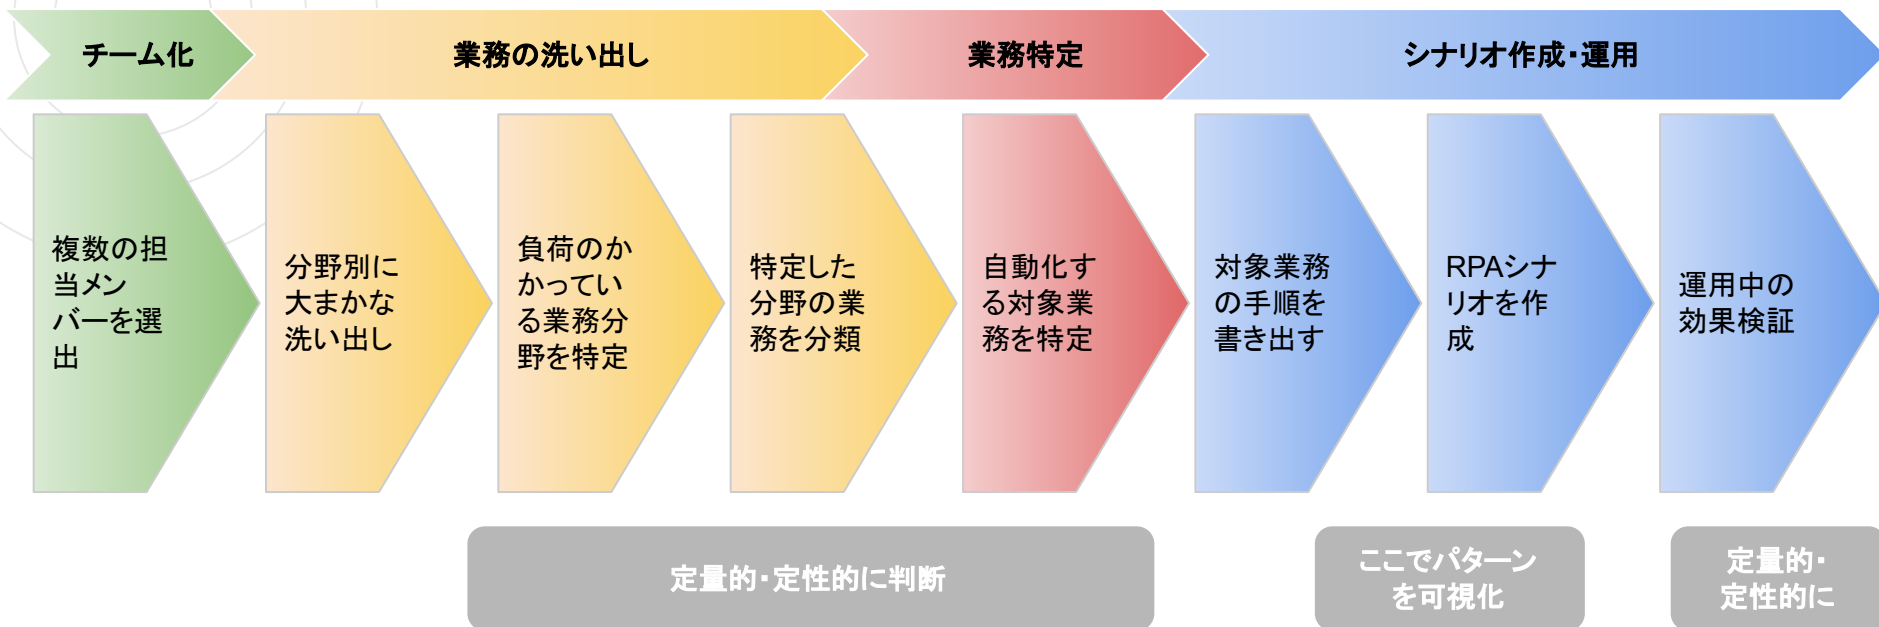 チーム化
業務の洗い出し
業務特定
シナリオ作成・運用
複数の担
当メン
バーを選
出
分野別に
大まかな
洗い出し
負荷のか
かってい
る業務分
野を特定
特定した
分野の業
務を分類
自動化す
る対象業
務を特定
対象業務
の手順を
書き出す
RPAシナ
リオを作
成
運用中の
効果検証
定量的・定性的に判断
ここでパターン
を可視化
定量的・
定性的に